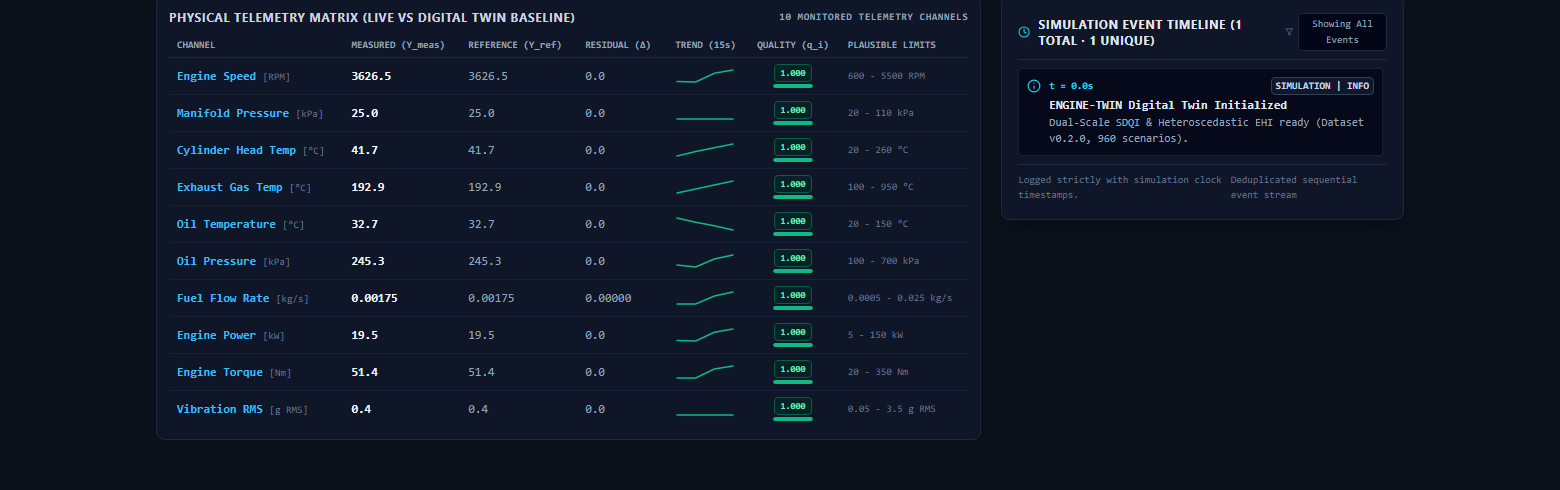 PHYSICAL TELEMETRY MATRIX (LIVE VS DIGITAL TWIN BASELINE)
10 MONITORED TELEMETRY CHANNELS
CHANNEL MEASURED (Y_meas) REFERENCE (Y_ref) RESIDUAL (Δ) TREND (15s) QUALITY (q_i) PLAUSIBLE LIMITS
Engine Speed [RPM] 3626.5 3626.5 0.0 1.000 600 - 5500 RPM
Manifold Pressure [kPa] 25.0 25.0 0.0 1.000 20 - 110 kPa
Cylinder Head Temp [°C] 41.7 41.7 0.0 1.000 20 - 260 °C
Exhaust Gas Temp [°C] 192.9 192.9 0.0 1.000 100 - 950 °C
Oil Temperature [°C] 32.7 32.7 0.0 1.000 20 - 150 °C
Oil Pressure [kPa] 245.3 245.3 0.0 1.000 100 - 700 kPa
Fuel Flow Rate [kg/s] 0.00175 0.00175 0.00000 1.000 0.0005 - 0.025 kg/s
Engine Power [kW] 19.5 19.5 0.0 1.000 5 - 150 kW
Engine Torque [Nm] 51.4 51.4 0.0 1.000 20 - 350 Nm
Vibration RMS [g RMS] 0.4 0.4 0.0 1.000 0.05 - 3.5 g RMS
SIMULATION EVENT TIMELINE (1
TOTAL · 1 UNIQUE)
Showing All
Events
t = 0.0s
SIMULATION | INFO
ENGINE-TWIN Digital Twin Initialized
Dual-Scale SDQI & Heteroscedastic EHI ready (Dataset
v0.2.0, 960 scenarios).
Logged strictly with simulation clock
timestamps.
Deduplicated sequential
event stream